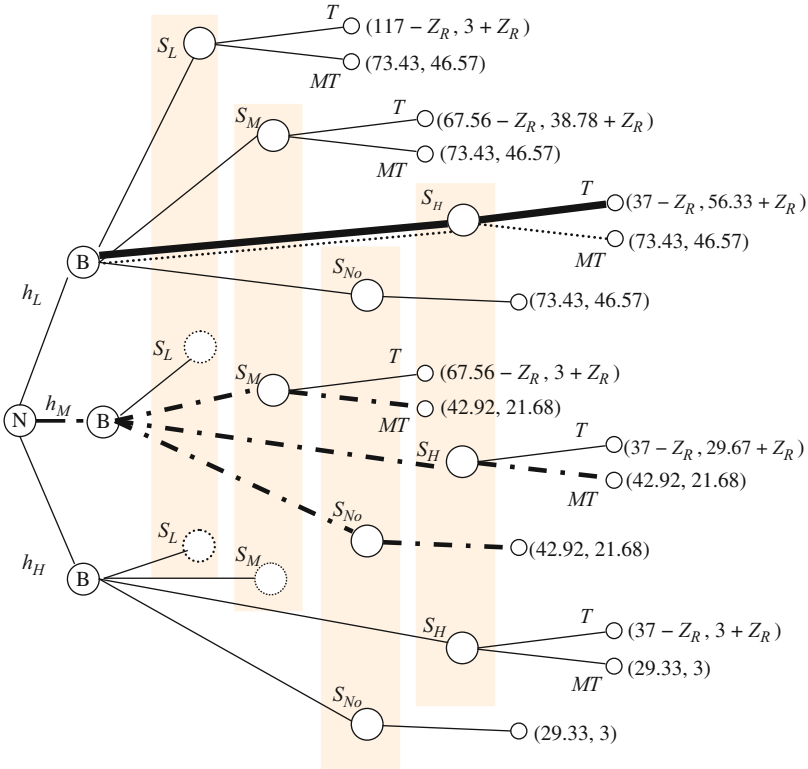 T
(117 − Z_R, 3 + Z_R)
S_L
MT
(73.43, 46.57)
T
(67.56 − Z_R, 38.78 + Z_R)
S_M
MT
(73.43, 46.57)
S_H
T
(37 − Z_R, 56.33 + Z_R)
MT
(73.43, 46.57)
B
S_No
(73.43, 46.57)
h_L
S_L
T
(67.56 − Z_R, 3 + Z_R)
S_M
MT
(42.92, 21.68)
N
h_M
B
T
(37 − Z_R, 29.67 + Z_R)
S_H
MT
(42.92, 21.68)
S_No
(42.92, 21.68)
S_L
S_M
h_H
B
T
(37 − Z_R, 3 + Z_R)
S_H
MT
(29.33, 3)
S_No
(29.33, 3)